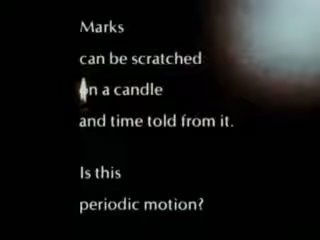 Marks
can be scratched
on a candle
and time told from it.
Is this
periodic motion?